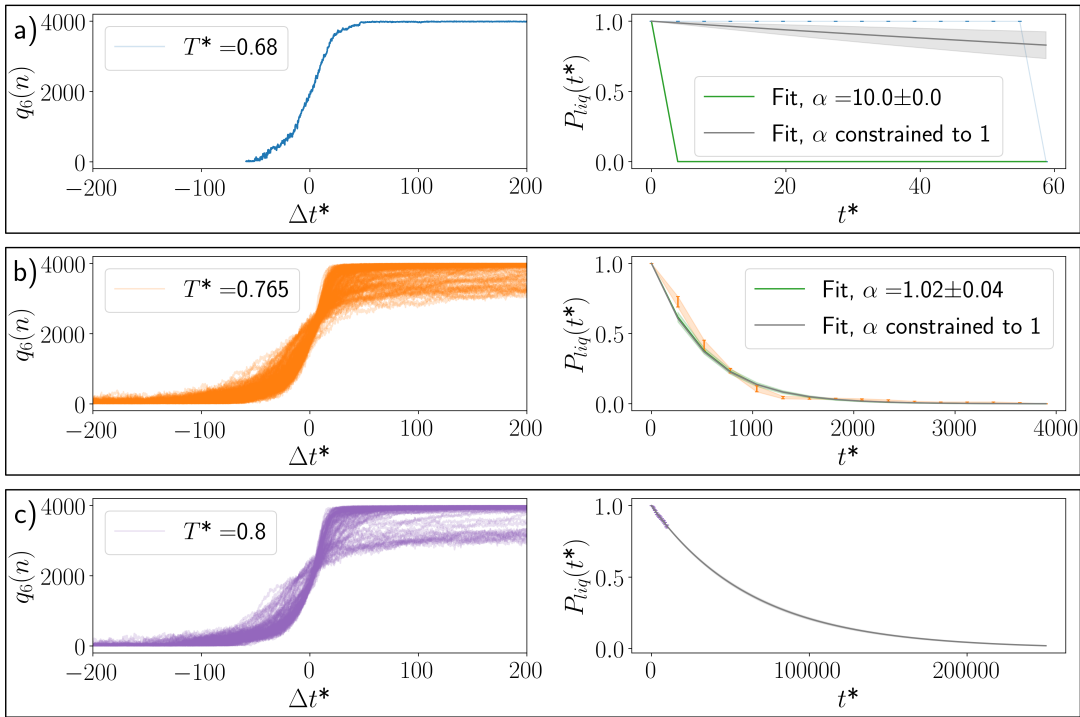 a)
q₆(n)
4000
2000
0
T* =0.68
−200
−100
0
100
200
Δt*
P_liq(t*)
1.0
0.5
0.0
Fit, α =10.0±0.0
Fit, α constrained to 1
0
20
40
60
t*
b)
q₆(n)
4000
2000
0
T* =0.765
−200
−100
0
100
200
Δt*
P_liq(t*)
1.0
0.5
0.0
Fit, α =1.02±0.04
Fit, α constrained to 1
0
1000
2000
3000
4000
t*
c)
q₆(n)
4000
2000
0
T* =0.8
−200
−100
0
100
200
Δt*
P_liq(t*)
1.0
0.5
0.0
0
100000
200000
t*